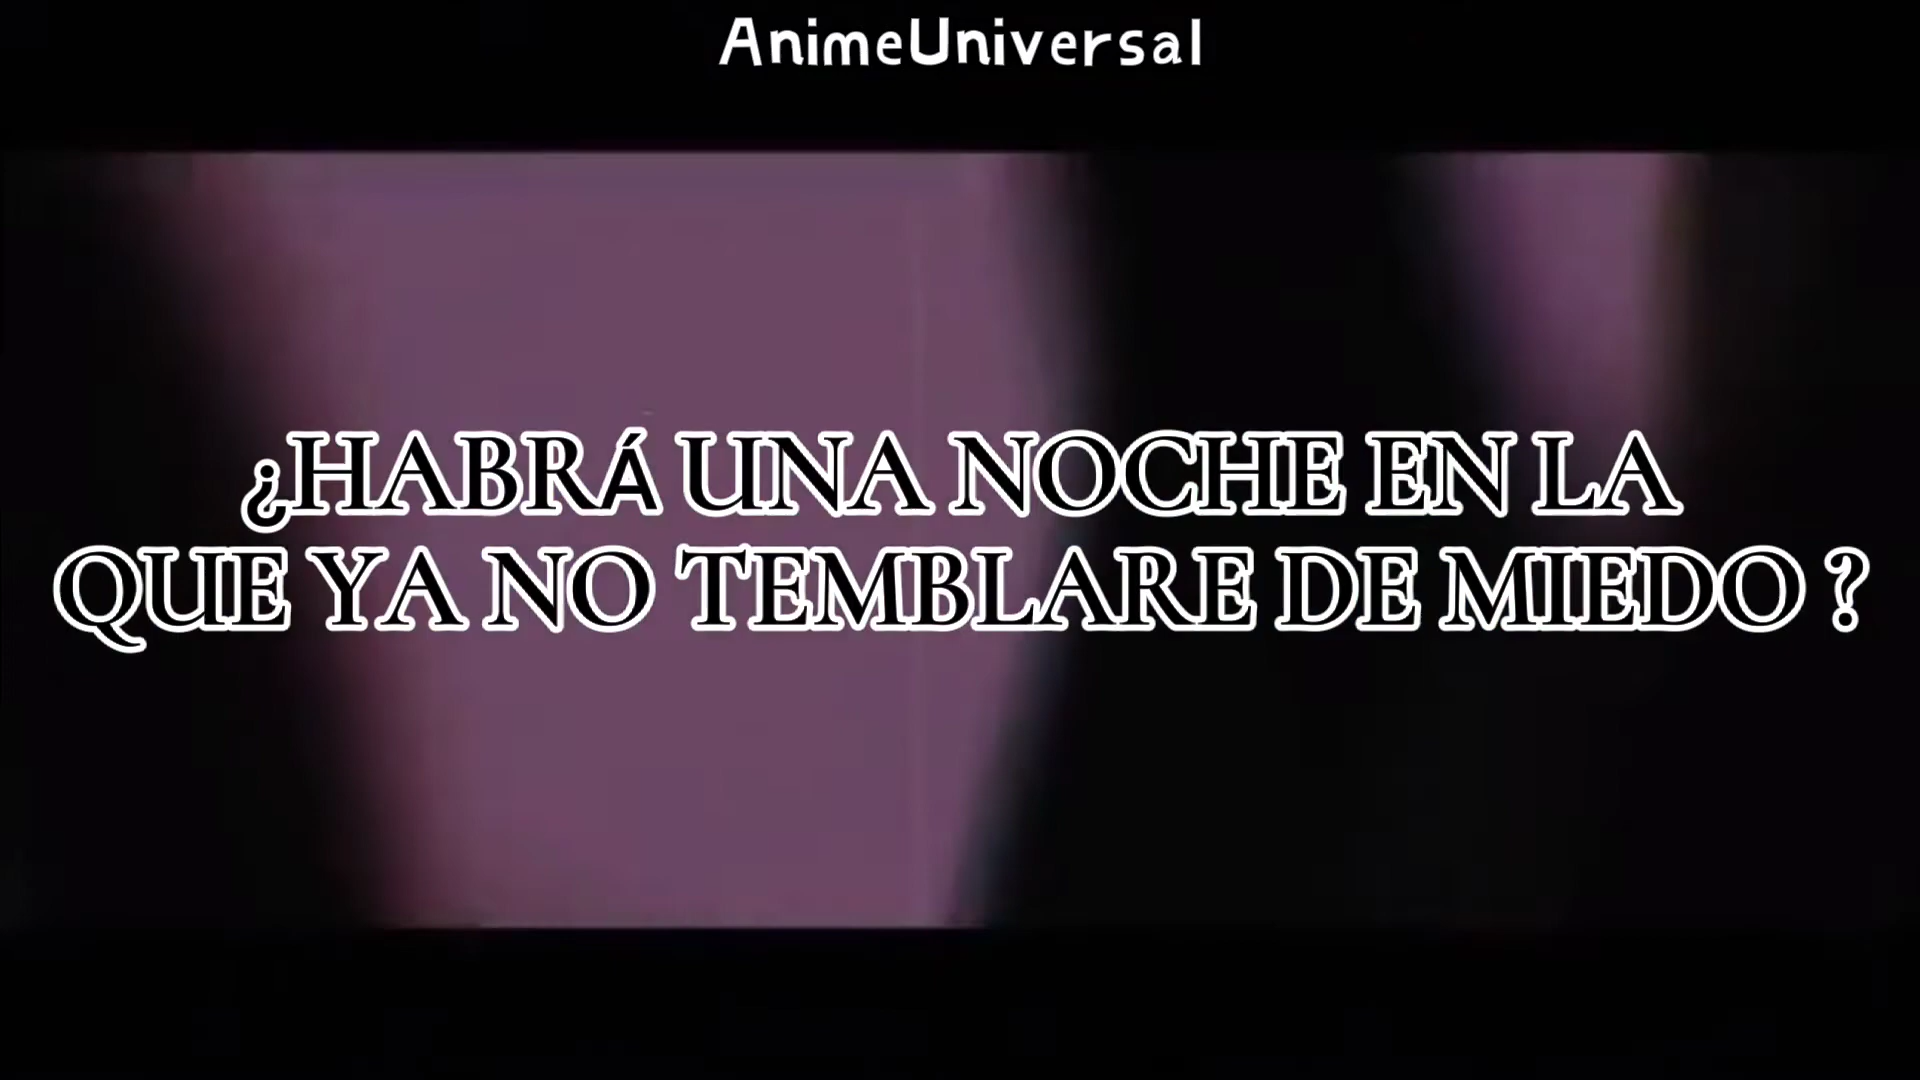 AnimeUniversal
¿HABRÁ UNA NOCHE EN LA
QUE YA NO TEMBLARE DE MIEDO ?